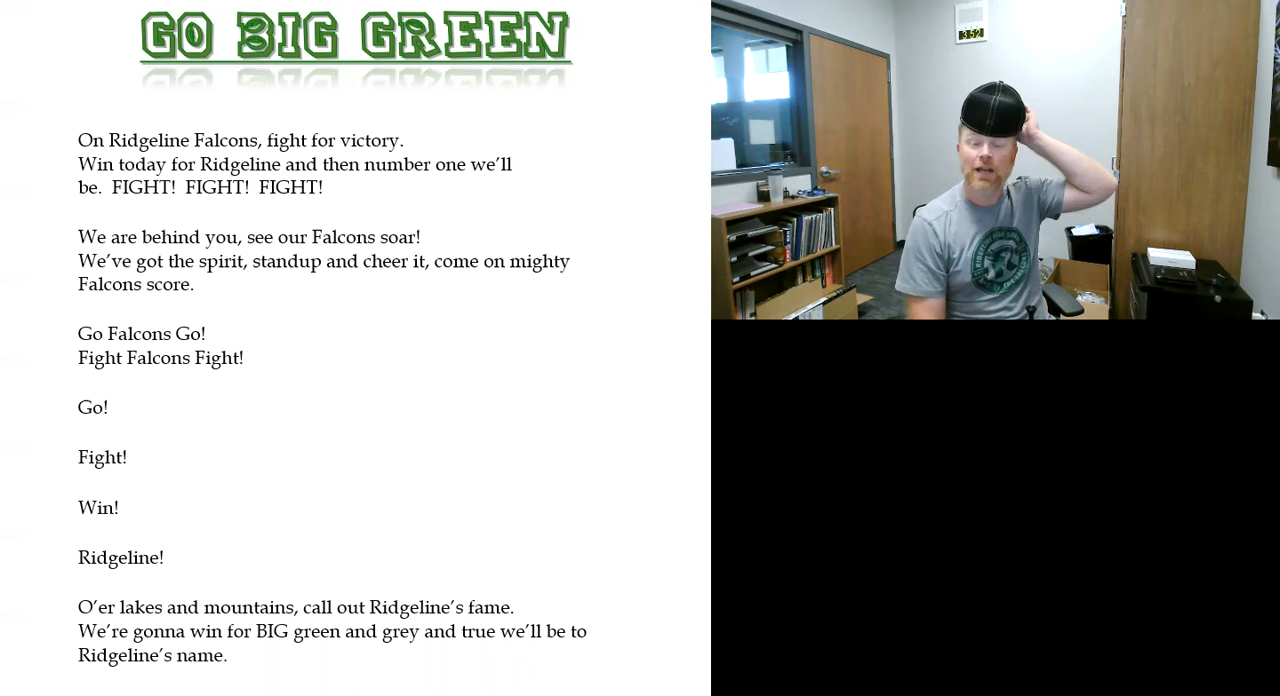 GO BIG GREEN
On Ridgeline Falcons, fight for victory.
Win today for Ridgeline and then number one we’ll
be.  FIGHT!  FIGHT!  FIGHT!
We are behind you, see our Falcons soar!
We’ve got the spirit, standup and cheer it, come on mighty
Falcons score.
Go Falcons Go!
Fight Falcons Fight!
Go!
Fight!
Win!
Ridgeline!
O’er lakes and mountains, call out Ridgeline’s fame.
We’re gonna win for BIG green and grey and true we’ll be to
Ridgeline’s name.
3:52